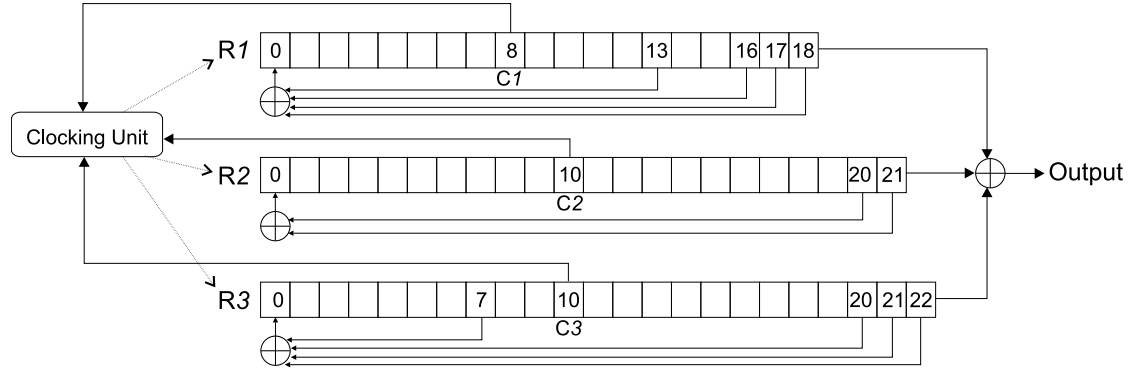 R1 0 8 13 16 17 18
C1
Clocking Unit
R2 0 10 20 21 Output
C2
R3 0 7 10 20 21 22
C3